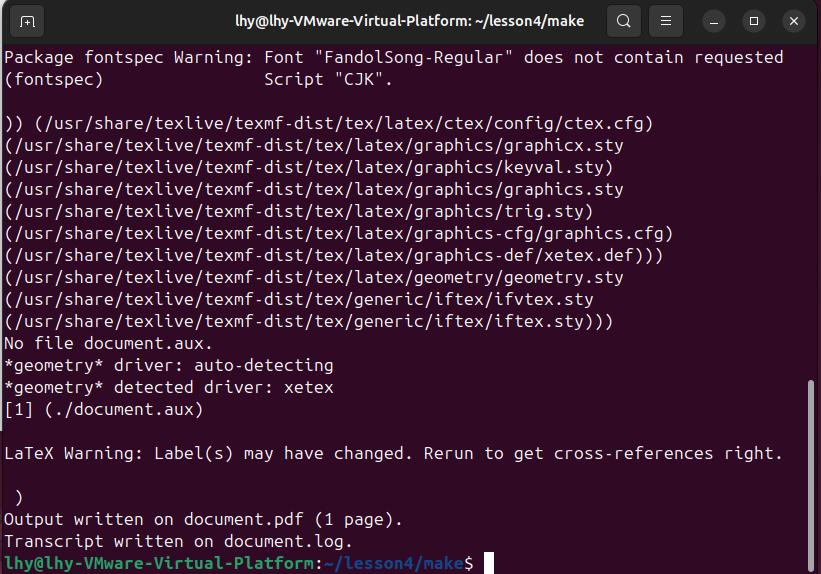 lhy@lhy-VMware-Virtual-Platform: ~/lesson4/make
Package fontspec Warning: Font "FandolSong-Regular" does not contain requested
(fontspec)                Script "CJK".
)) (/usr/share/texlive/texmf-dist/tex/latex/ctex/config/ctex.cfg)
(/usr/share/texlive/texmf-dist/tex/latex/graphics/graphicx.sty
(/usr/share/texlive/texmf-dist/tex/latex/graphics/keyval.sty)
(/usr/share/texlive/texmf-dist/tex/latex/graphics/graphics.sty
(/usr/share/texlive/texmf-dist/tex/latex/graphics/trig.sty)
(/usr/share/texlive/texmf-dist/tex/latex/graphics-cfg/graphics.cfg)
(/usr/share/texlive/texmf-dist/tex/latex/graphics-def/xetex.def)))
(/usr/share/texlive/texmf-dist/tex/latex/geometry/geometry.sty
(/usr/share/texlive/texmf-dist/tex/generic/iftex/ifvtex.sty
(/usr/share/texlive/texmf-dist/tex/generic/iftex/iftex.sty)))
No file document.aux.
*geometry* driver: auto-detecting
*geometry* detected driver: xetex
[1] (./document.aux)
LaTeX Warning: Label(s) may have changed. Rerun to get cross-references right.
 )
Output written on document.pdf (1 page).
Transcript written on document.log.
lhy@lhy-VMware-Virtual-Platform:~/lesson4/make$